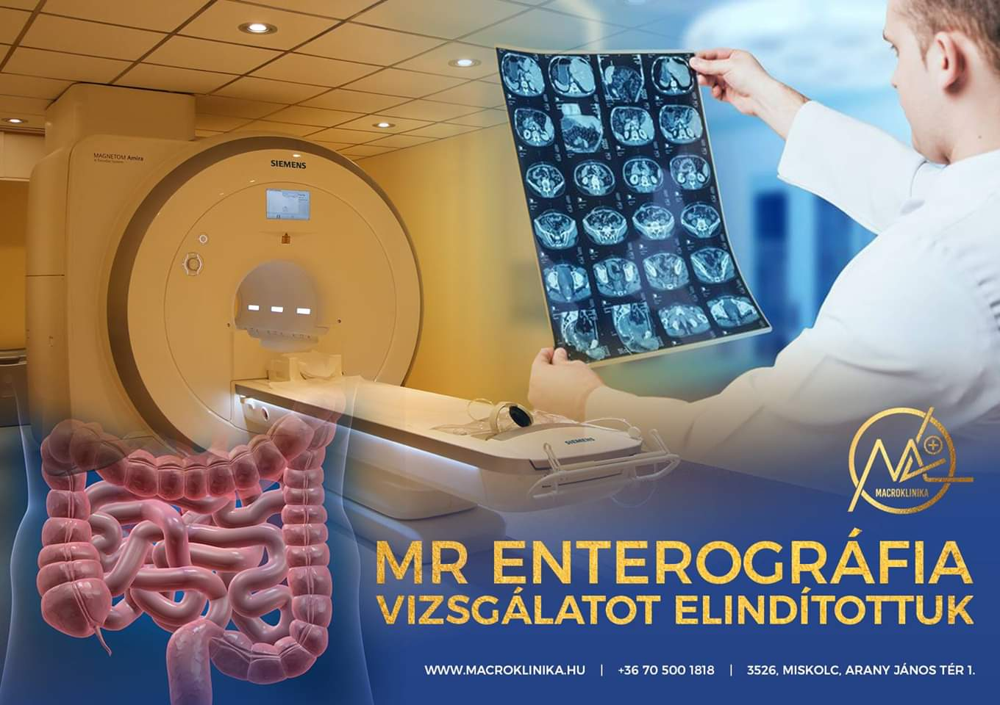 MAGNETOM Amira
SIEMENS
SIEMENS
MACROKLINIKA
MR ENTEROGRÁFIA
VIZSGÁLATOT ELINDÍTOTTUK
WWW.MACROKLINIKA.HU | +36 70 500 1818 | 3526, MISKOLC, ARANY JÁNOS TÉR 1.